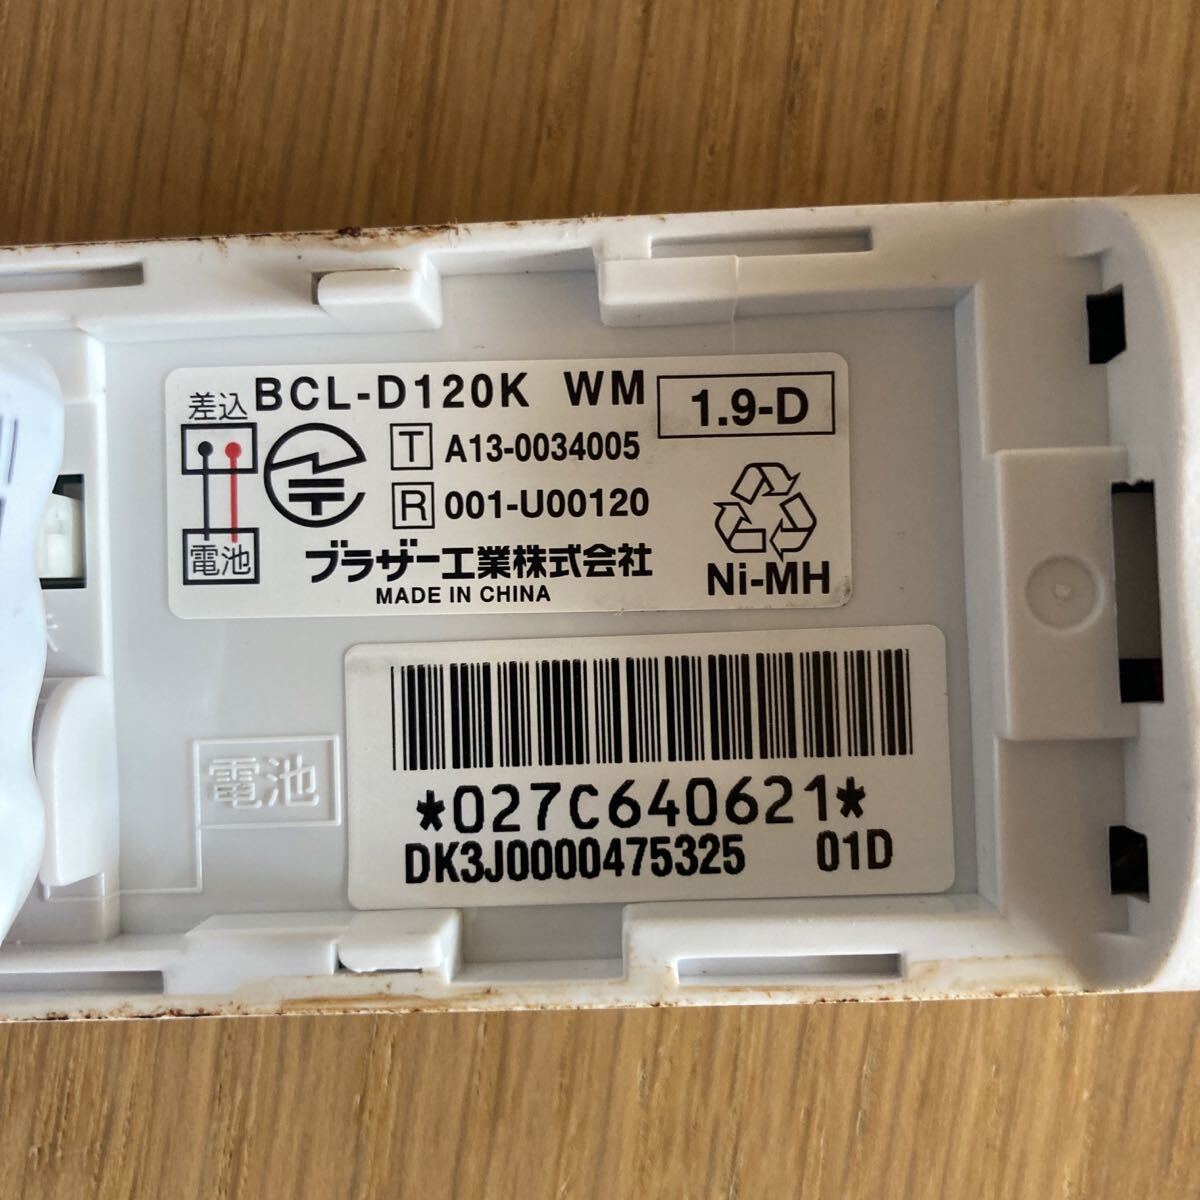 差込
BCL-D120K WM
1.9-D
T A13-0034005
R 001-U00120
電池
ブラザー工業株式会社
MADE IN CHINA
Ni-MH
*027C640621*
DK3J0000475325 01D
電池